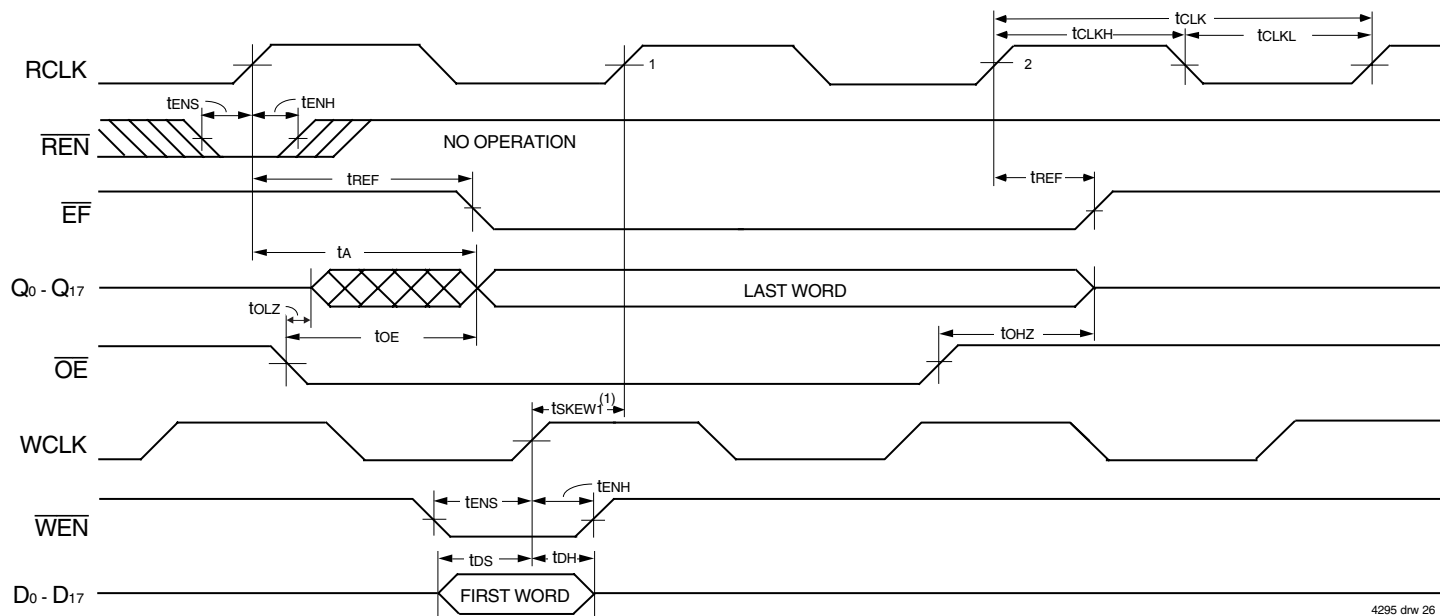 tCLK
tCLKH
tCLKL
RCLK
1
2
tENS
tENH
REN
NO OPERATION
tREF
tREF
EF
tA
Q0 - Q17
LAST WORD
tOLZ
tOE
tOHZ
OE
tSKEW1(1)
WCLK
tENS
tENH
WEN
tDS
tDH
D0 - D17
FIRST WORD
4295 drw 26